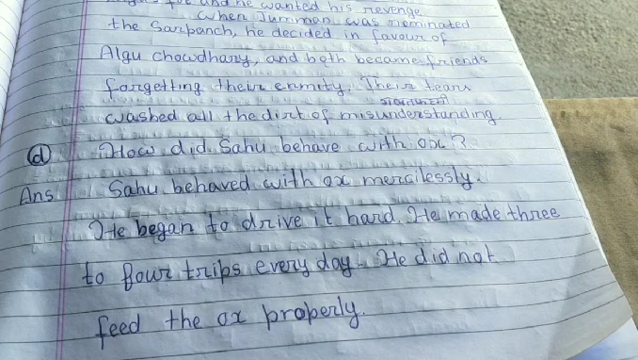 and he wanted his revenge
When Jumman was nominated
the Sarpanch, he decided in favour of
Algu chowdhary, and both became friends
forgetting their enmity. Their tears
washed all the dirt of misunderstanding
(d) How did Sahu behave with ox?
Ans Sahu behaved with ox mercilessly.
He began to drive it hard. He made three
to four trips every day. He did not
feed the ox properly.